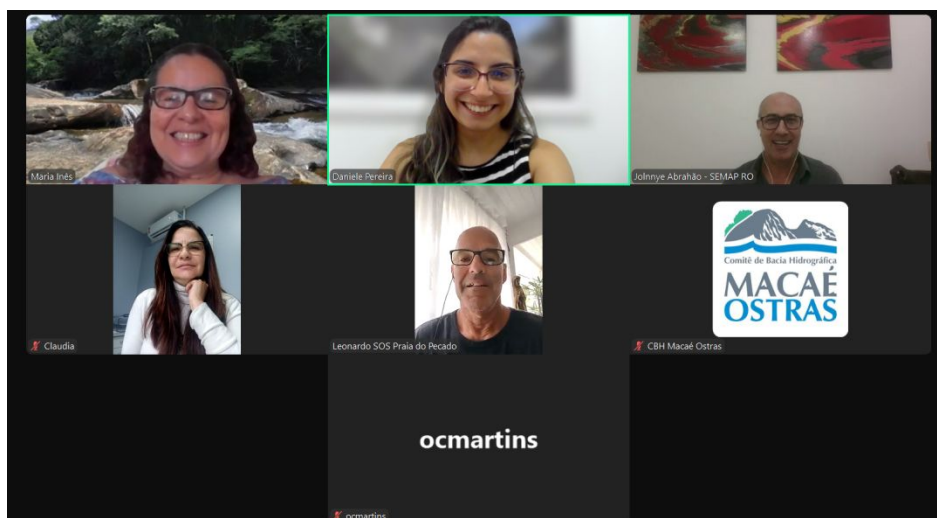 Maria Inês
Daniele Pereira
Jolnnye Abrahão - SEMAP RO
Claudia
Leonardo SOS Praia do Pecado
Comitê de Bacia Hidrográfica
MACAÉ
OSTRAS
CBH Macaé Ostras
ocmartins
ocmartins